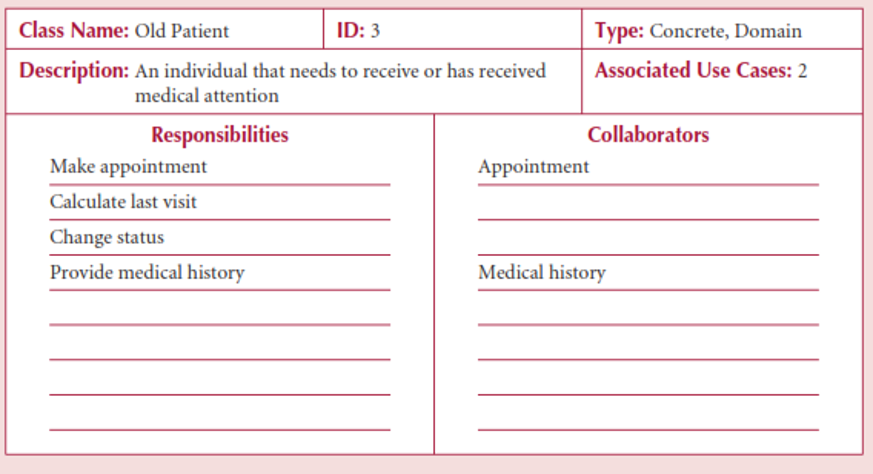 Class Name: Old Patient
ID: 3
Type: Concrete, Domain
Description: An individual that needs to receive or has received
medical attention
Associated Use Cases: 2
Responsibilities
Make appointment
Calculate last visit
Change status
Provide medical history
Collaborators
Appointment
Medical history